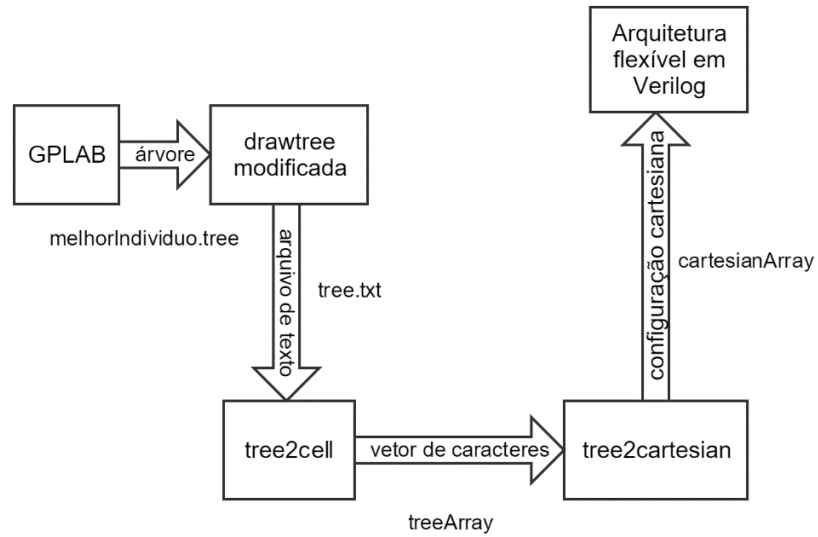 GPLAB
árvore
drawtree
modificada
melhorIndividuo.tree
arquivo de texto
tree.txt
tree2cell
vetor de caracteres
treeArray
tree2cartesian
configuração cartesiana
cartesianArray
Arquitetura
flexível em
Verilog